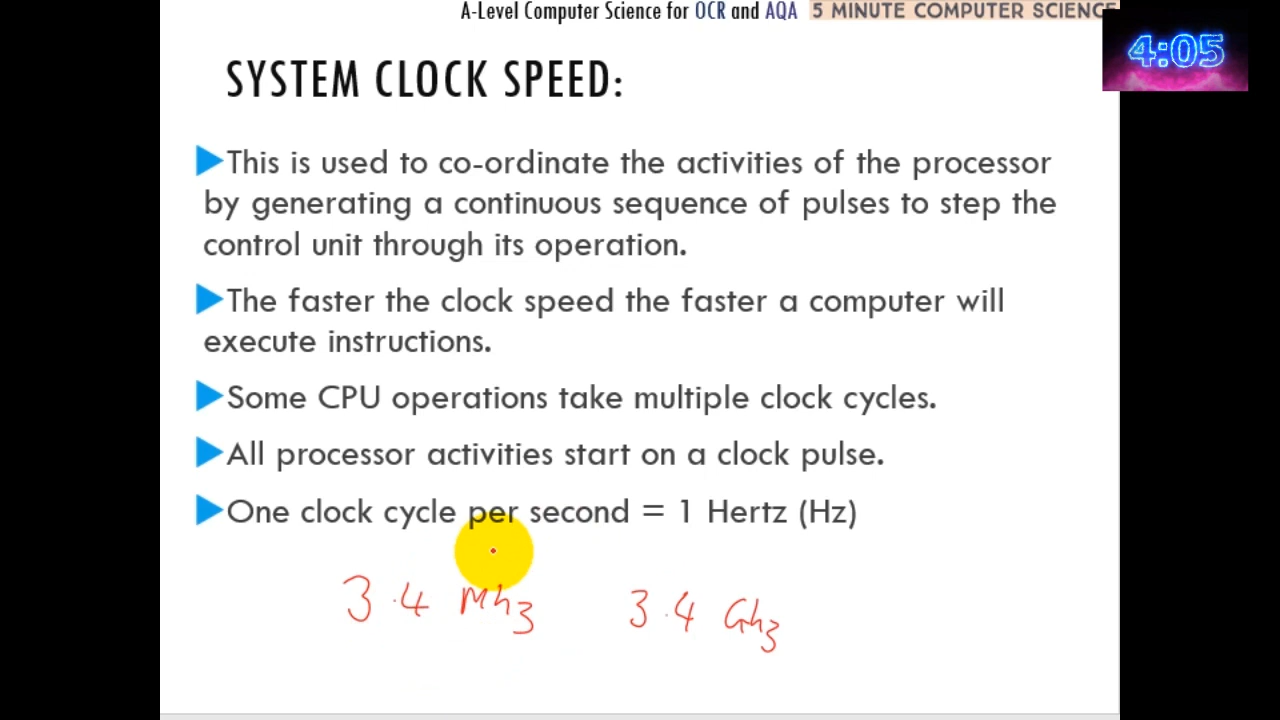 A-Level Computer Science for OCR and AQA 5 MINUTE COMPUTER SCIENCE
4:05
SYSTEM CLOCK SPEED:
This is used to co-ordinate the activities of the processor
by generating a continuous sequence of pulses to step the
control unit through its operation.
The faster the clock speed the faster a computer will
execute instructions.
Some CPU operations take multiple clock cycles.
All processor activities start on a clock pulse.
One clock cycle per second = 1 Hertz (Hz)
3.4 Mhz 3.4 Ghz